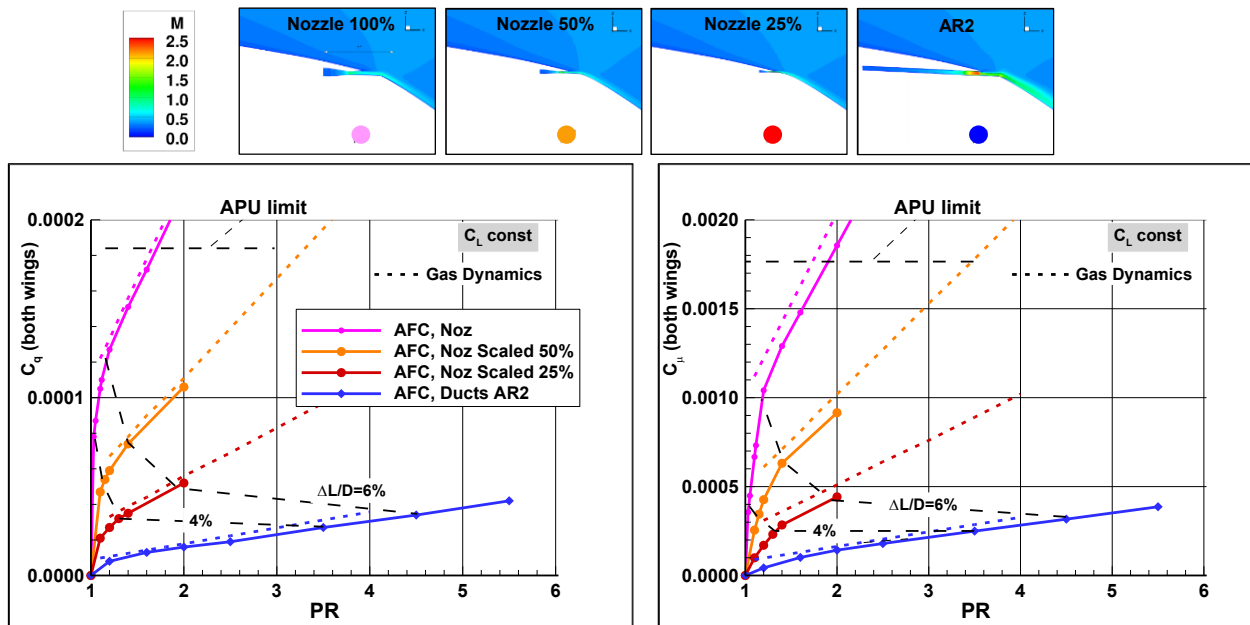 M
2.5
2.0
1.5
1.0
0.5
0.0
Nozzle 100%
Nozzle 50%
Nozzle 25%
AR2
APU limit
C_q (both wings)
0.0002
0.0001
0.0000
C_L const
Gas Dynamics
AFC, Noz
AFC, Noz Scaled 50%
AFC, Noz Scaled 25%
AFC, Ducts AR2
ΔL/D=6%
4%
1 2 3 4 5 6
PR
APU limit
C_μ (both wings)
0.0020
0.0015
0.0010
0.0005
0.0000
C_L const
Gas Dynamics
ΔL/D=6%
4%
1 2 3 4 5 6
PR